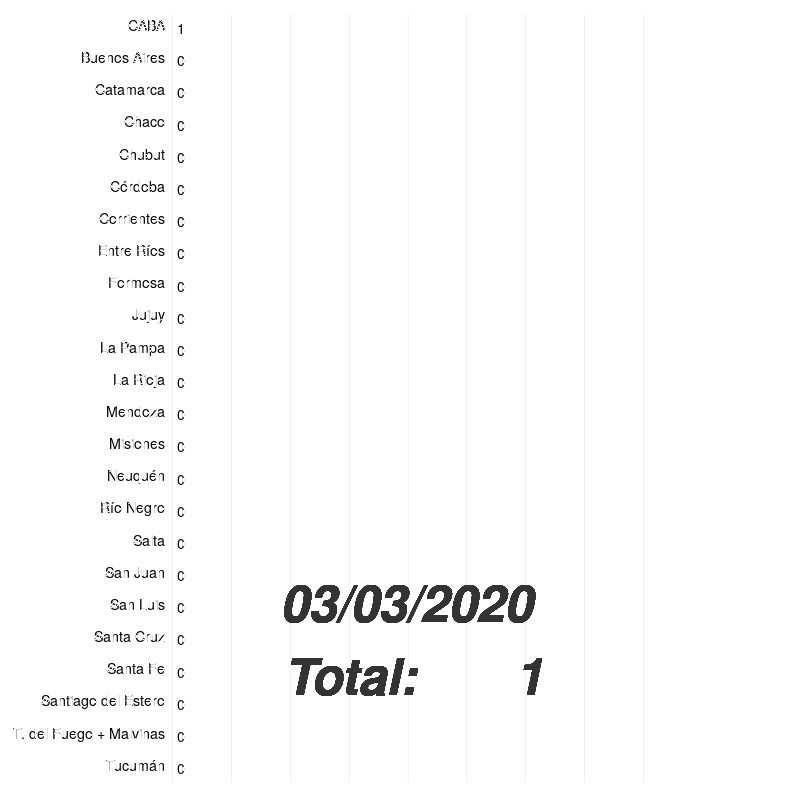 CABA 1
Buenos Aires 0
Catamarca 0
Chaco 0
Chubut 0
Córdoba 0
Corrientes 0
Entre Ríos 0
Formosa 0
Jujuy 0
La Pampa 0
La Rioja 0
Mendoza 0
Misiones 0
Neuquén 0
Río Negro 0
Salta 0
San Juan 0
San Luis 0
Santa Cruz 0
Santa Fe 0
Santiago del Estero 0
T. del Fuego + Malvinas 0
Tucumán 0
03/03/2020
Total: 1